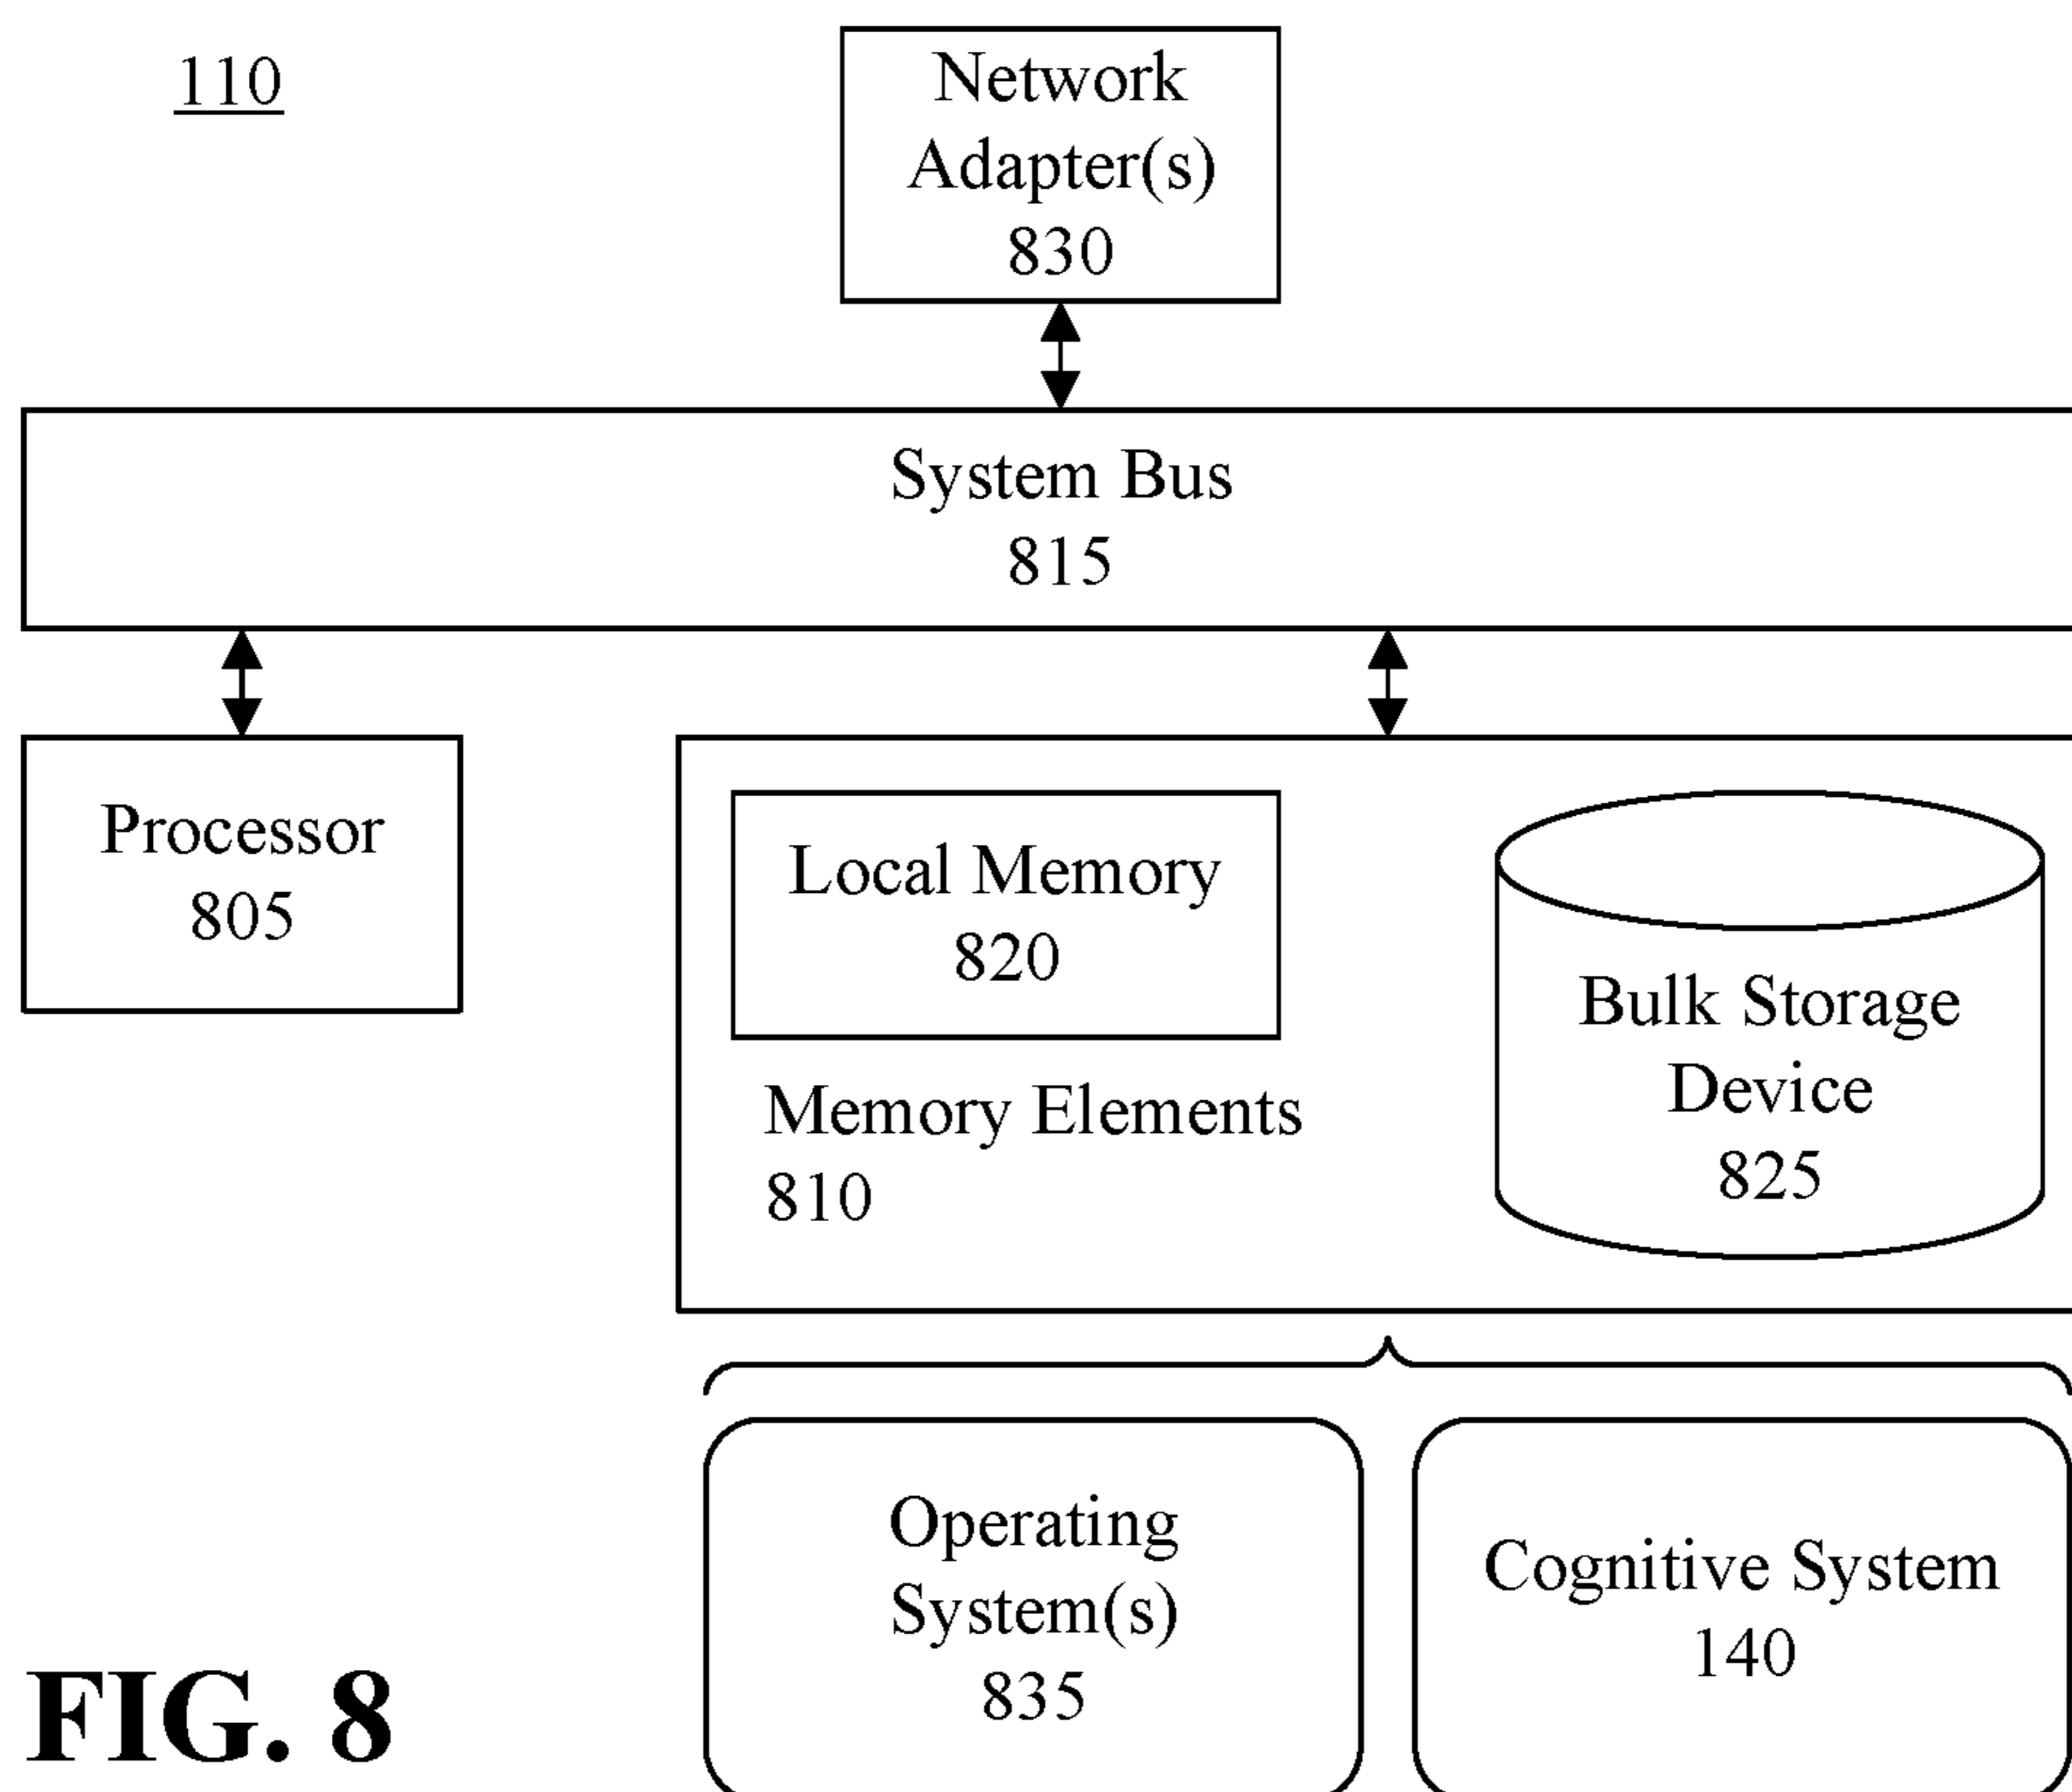 110
Network
Adapter(s)
830
System Bus
815
Processor
805
Local Memory
820
Memory Elements
810
Bulk Storage
Device
825
Operating
System(s)
835
Cognitive System
140
FIG. 8